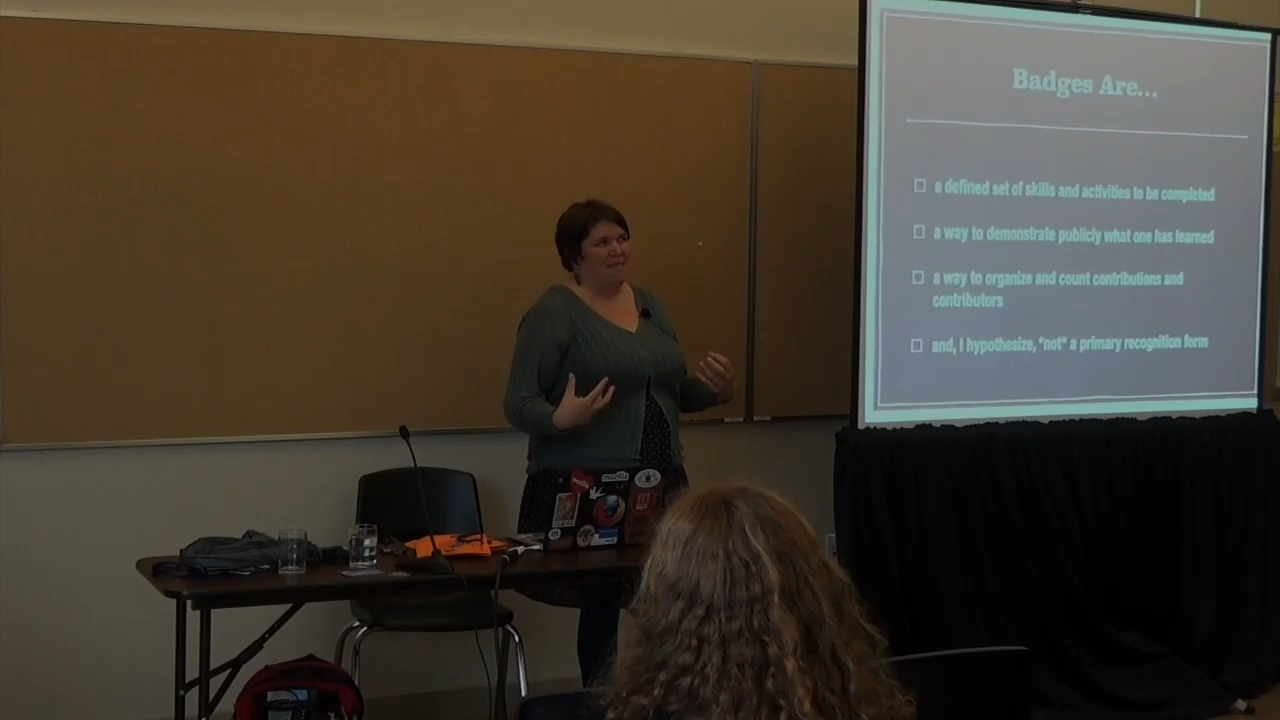 Badges Are...
a defined set of skills and activities to be completed
a way to demonstrate publicly what one has learned
a way to organize and count contributions and
contributors
and, I hypothesize, *not* a primary recognition form
mozilla